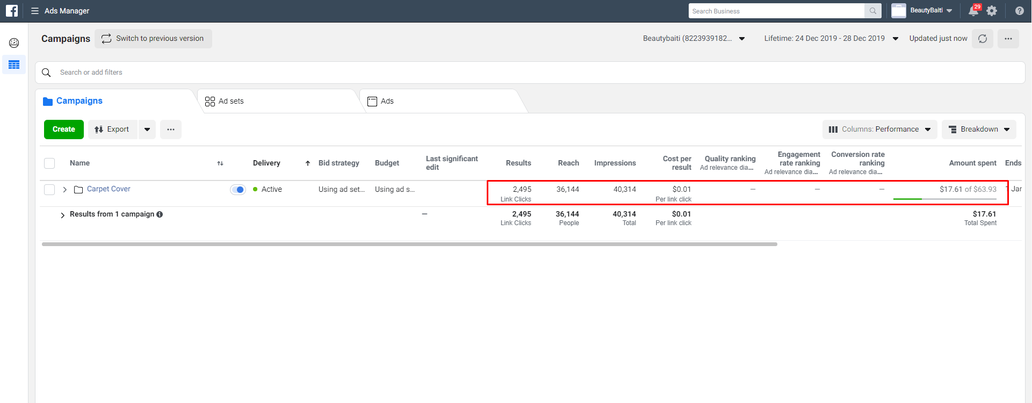 Ads Manager
Search Business
BeautyBaiti
29
Campaigns
Switch to previous version
Beautybaiti (8223939182...
Lifetime: 24 Dec 2019 - 28 Dec 2019
Updated just now
Search or add filters
Campaigns
Ad sets
Ads
Create
Export
Columns: Performance
Breakdown
Name
Delivery
Bid strategy
Budget
Last significant
edit
Results
Reach
Impressions
Cost per
result
Quality ranking
Ad relevance dia...
Engagement
rate ranking
Ad relevance dia...
Conversion rate
ranking
Ad relevance dia...
Amount spent
Ends
Carpet Cover
Active
Using ad set...
Using ad s...
2,495
Link Clicks
36,144
40,314
$0.01
Per link click
—
—
—
$17.61 of $63.93
Jan
Results from 1 campaign
—
2,495
Link Clicks
36,144
People
40,314
Total
$0.01
Per link click
$17.61
Total Spent